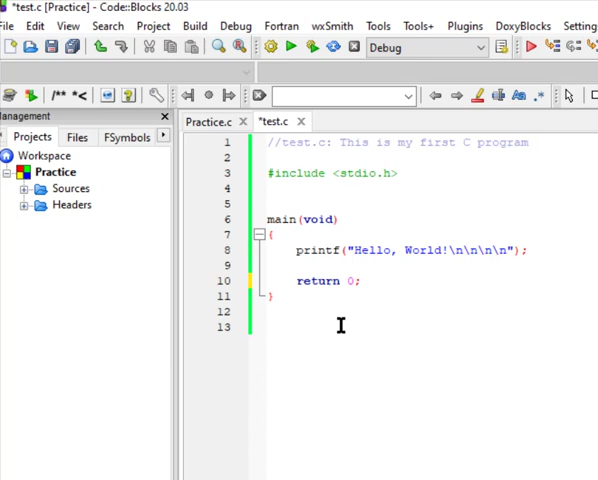 *test.c [Practice] - Code::Blocks 20.03
File Edit View Search Project Build Debug Fortran wxSmith Tools Tools+ Plugins DoxyBlocks Settings
Debug
/** *<
Aa .*
Management
Projects Files FSymbols
Workspace
Practice
Sources
Headers
Practice.c *test.c
1 //test.c: This is my first C program
2
3 #include <stdio.h>
4
5
6 main(void)
7 {
8 printf("Hello, World!\n\n\n\n");
9
10 return 0;
11 }
12
13